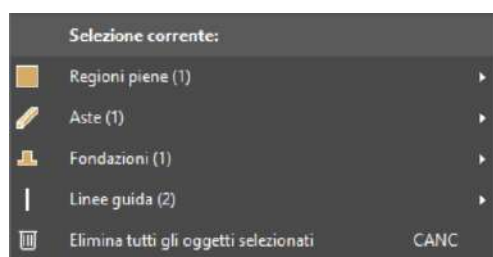 Selezione corrente:
Regioni piene (1)
Aste (1)
Fondazioni (1)
Linee guida (2)
Elimina tutti gli oggetti selezionati CANC